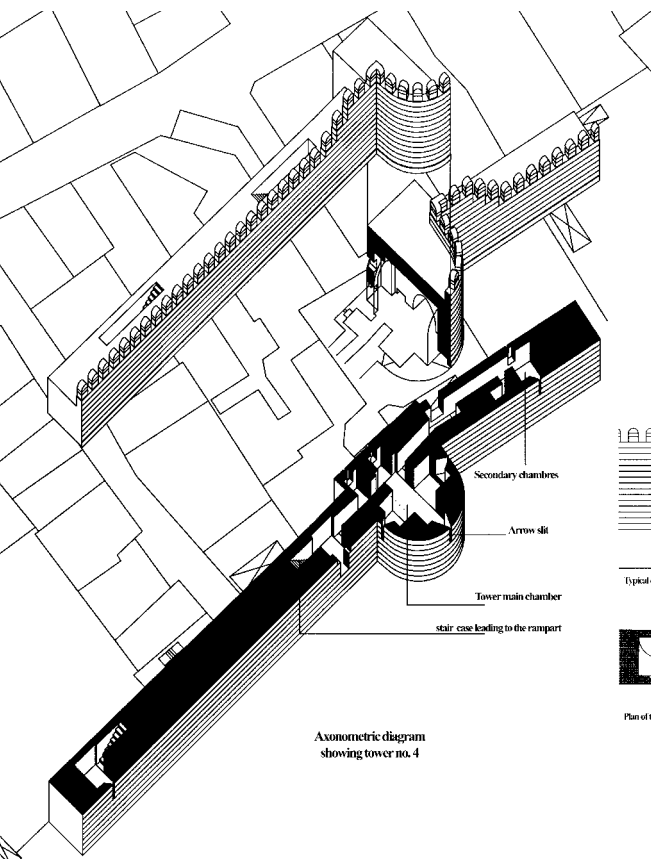 Secondary chambres
Arrow slit
Typical
Tower main chamber
stair case leading to the rampart
Plan of
Axonometric diagram
showing tower no. 4